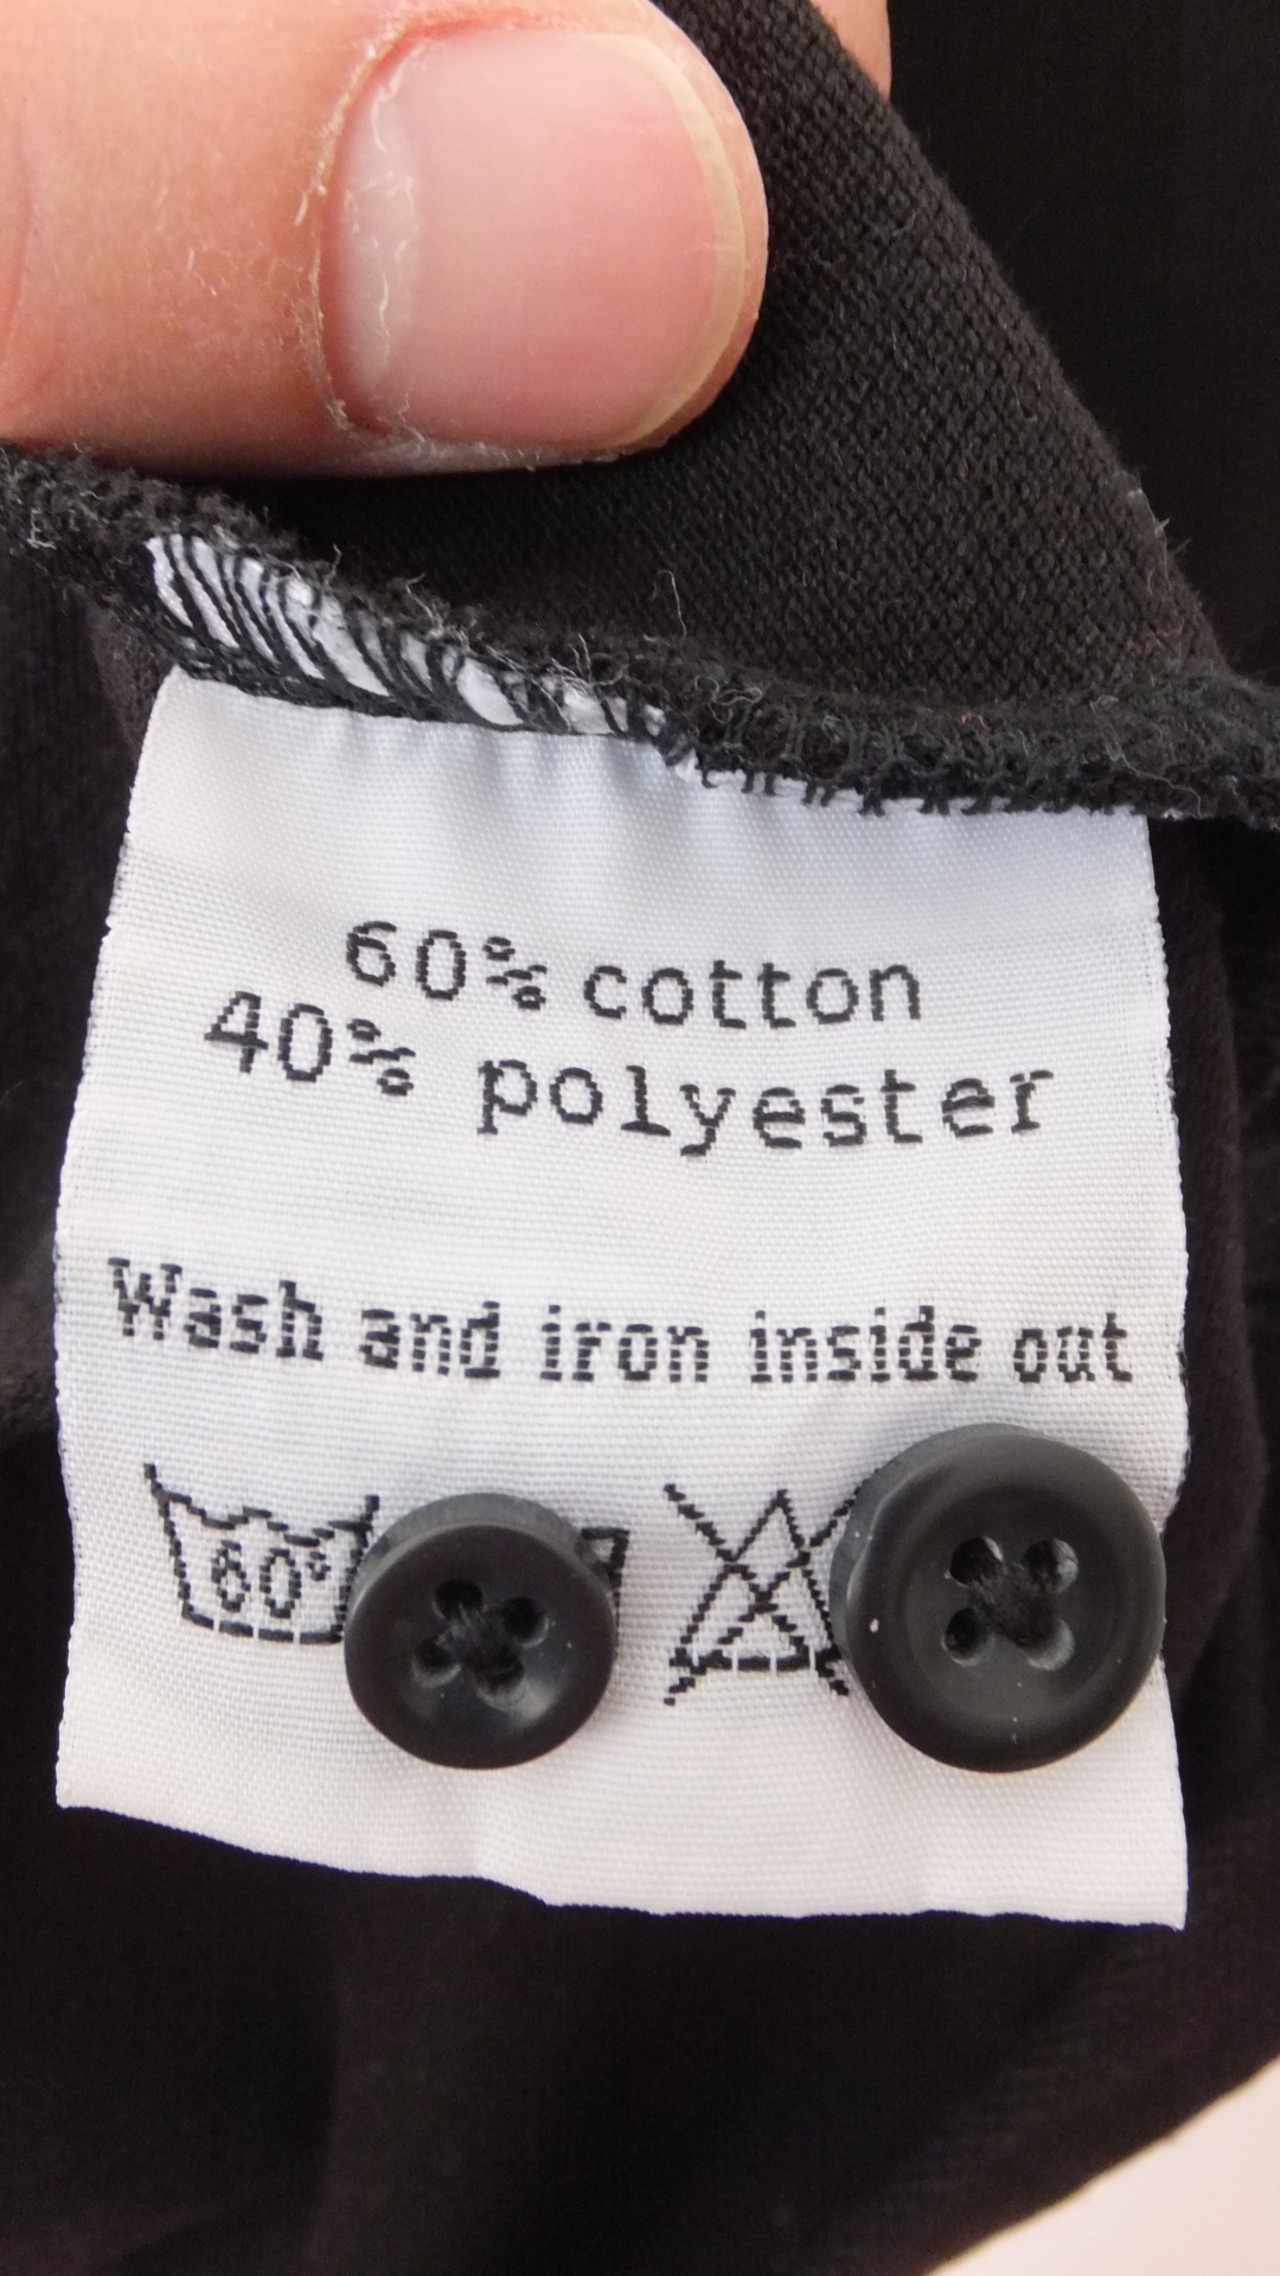 60% cotton
40% polyester
Wash and iron inside out
60°